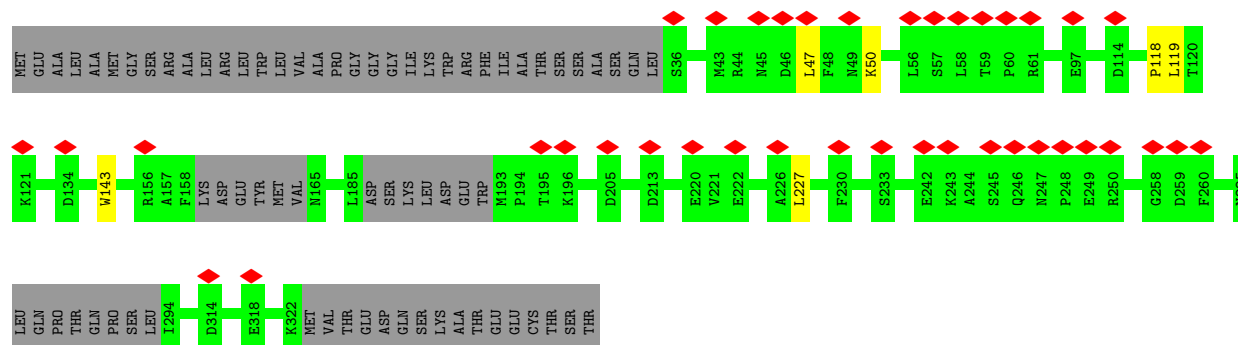 MET GLU ALA LEU ALA MET GLY SER ARG ALA LEU ARG LEU TRP LEU VAL ALA PRO GLY GLY GLY ILE LYS TRP ARG PHE ILE ALA THR SER SER ALA SER GLN LEU S36 M43 R44 N45 D46 L47 F48 N49 K50 L56 S57 L58 T59 P60 R61 E97 D114 P118 L119 T120
K121 D134 W143 R156 A157 F158 LYS ASP GLU TYR MET VAL N165 L185 ASP SER LYS LEU ASP GLU TRP M193 P194 T195 K196 D205 D213 E220 V221 E222 A226 L227 F230 S233 E242 K243 A244 S245 Q246 N247 P248 E249 R250 G258 D259 F260
LEU GLN PRO THR GLN PRO SER LEU I294 D314 E318 K322 MET VAL THR GLU ASP GLN SER LYS ALA THR GLU GLU CYS THR SER THR